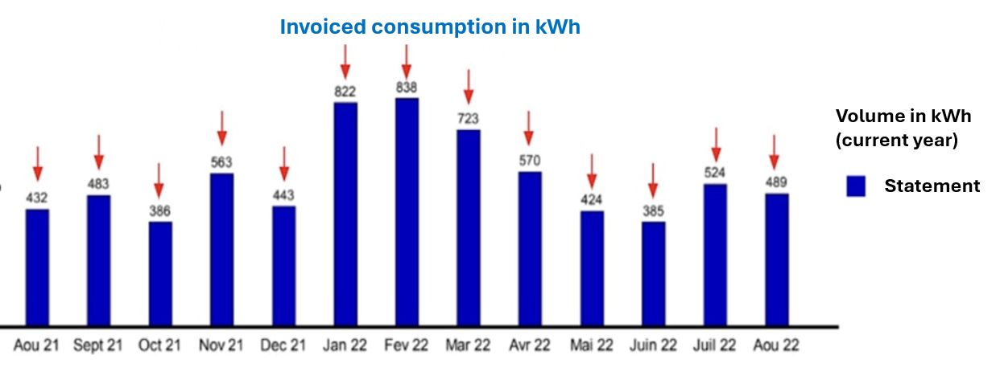 Invoiced consumption in kWh
822
838
723
570
563
524
489
483
443
432
424
386
385
Volume in kWh
(current year)
Statement
Aou 21 Sept 21 Oct 21 Nov 21 Dec 21 Jan 22 Fev 22 Mar 22 Avr 22 Mai 22 Juin 22 Juil 22 Aou 22